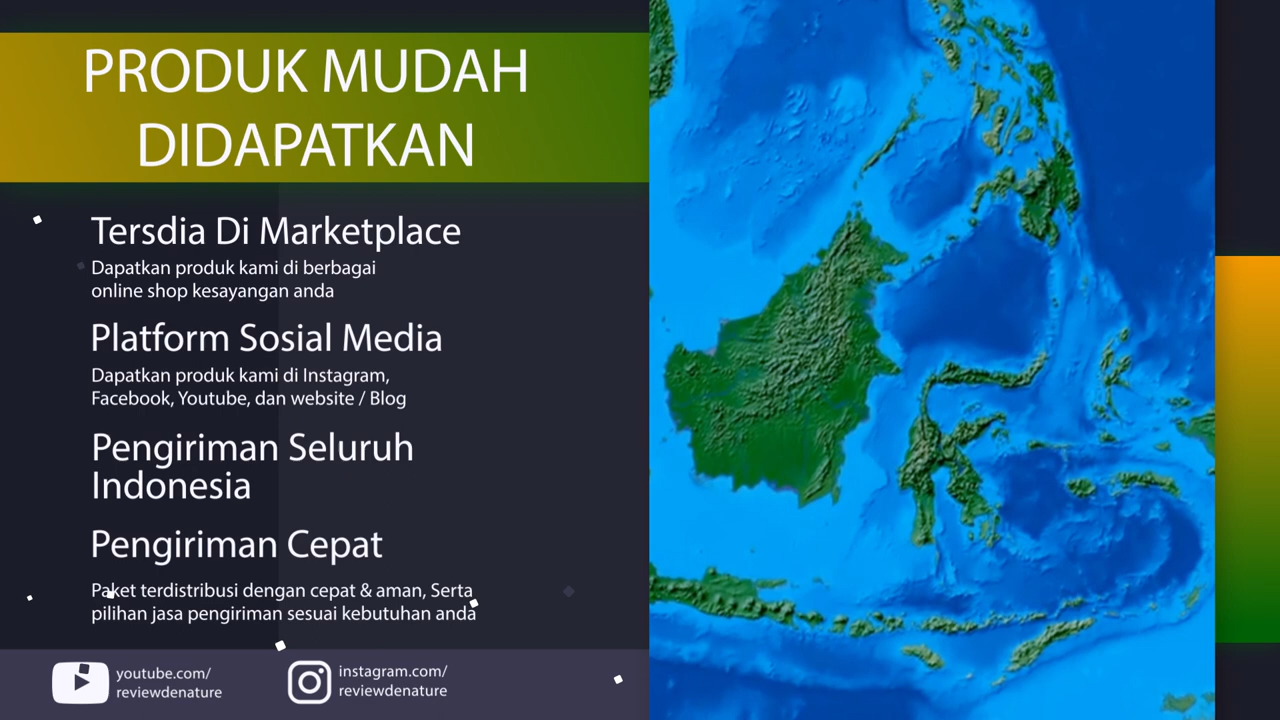 PRODUK MUDAH
DIDAPATKAN
Tersdia Di Marketplace
Dapatkan produk kami di berbagai
online shop kesayangan anda
Platform Sosial Media
Dapatkan produk kami di Instagram,
Facebook, Youtube, dan website / Blog
Pengiriman Seluruh
Indonesia
Pengiriman Cepat
Paket terdistribusi dengan cepat & aman, Serta
pilihan jasa pengiriman sesuai kebutuhan anda
youtube.com/
reviewdenature
instagram.com/
reviewdenature